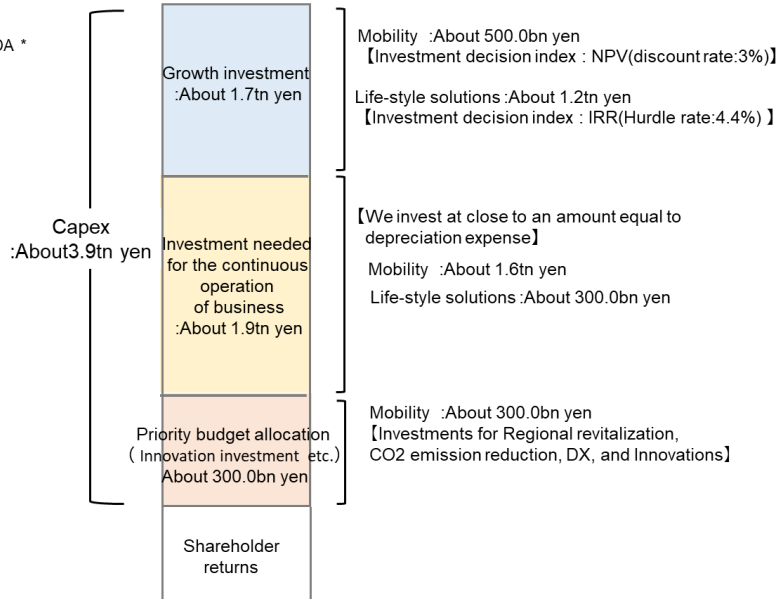 DA *
Capex
:About3.9tn yen
Growth investment
:About 1.7tn yen
Mobility :About 500.0bn yen
【Investment decision index : NPV(discount rate:3%)】
Life-style solutions :About 1.2tn yen
【Investment decision index : IRR(Hurdle rate:4.4%) 】
Investment needed
for the continuous
operation
of business
:About 1.9tn yen
【We invest at close to an amount equal to
depreciation expense】
Mobility :About 1.6tn yen
Life-style solutions :About 300.0bn yen
Priority budget allocation
( Innovation investment etc.)
About 300.0bn yen
Mobility :About 300.0bn yen
【Investments for Regional revitalization,
CO2 emission reduction, DX, and Innovations】
Shareholder
returns